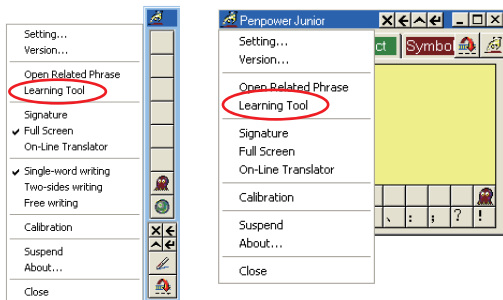 Setting...
Version...
Open Related Phrase
Learning Tool
Signature
Full Screen
On-Line Translator
Single-word writing
Two-sides writing
Free writing
Calibration
Suspend
About...
Close
Penpower Junior
Setting...
Version...
Open Related Phrase
Learning Tool
Signature
Full Screen
On-Line Translator
Calibration
Suspend
About...
Close
ct Symbo
、 : ; ? !